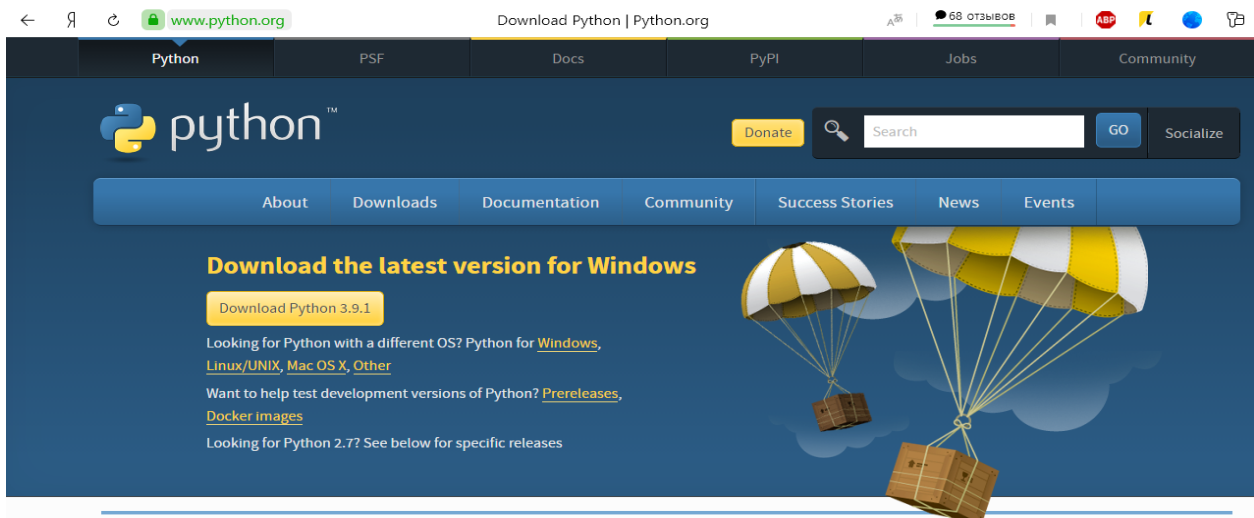 Я www.python.org Download Python | Python.org 68 отзывов ABP
Python PSF Docs PyPI Jobs Community
python™
Donate Search GO Socialize
About Downloads Documentation Community Success Stories News Events
Download the latest version for Windows
Download Python 3.9.1
Looking for Python with a different OS? Python for Windows,
Linux/UNIX, Mac OS X, Other
Want to help test development versions of Python? Prereleases,
Docker images
Looking for Python 2.7? See below for specific releases